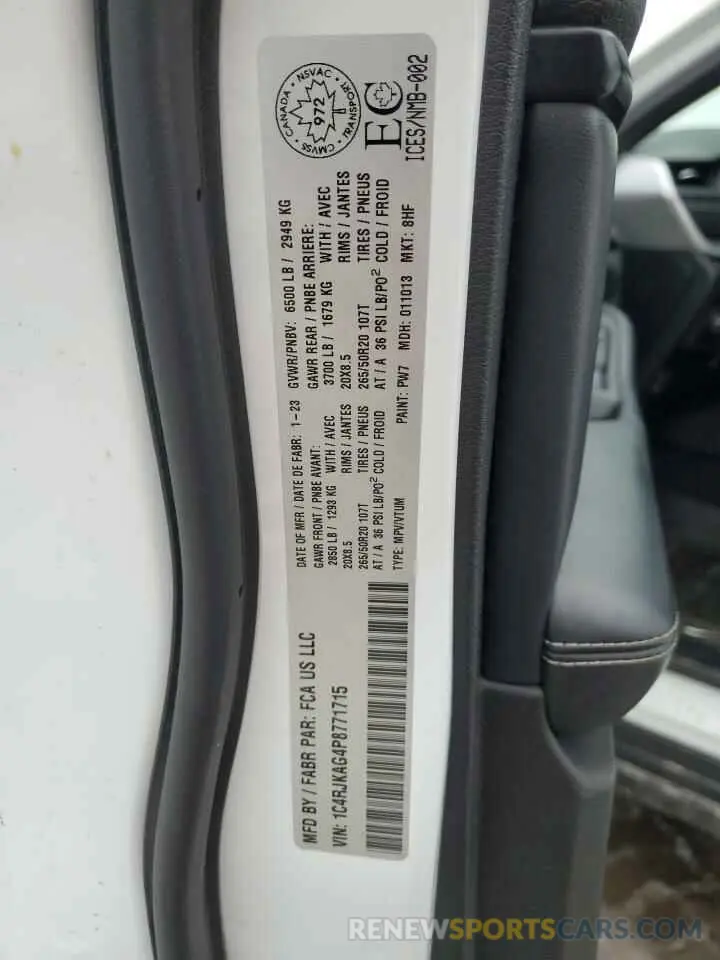 MFD BY / FABR PAR: FCA US LLC
DATE OF MFR / DATE DE FABR: 1-23
GVWR/PNBV: 6500 LB / 2949 KG
GAWR FRONT / PNBE AVANT:
2850 LB / 1293 KG WITH / AVEC
20X8.5 RIMS / JANTES
265/50R20 107T TIRES / PNEUS
AT / A 36 PSI LB/PO² COLD / FROID
GAWR REAR / PNBE ARRIERE:
3700 LB / 1679 KG WITH / AVEC
20X8.5 RIMS / JANTES
265/50R20 107T TIRES / PNEUS
AT / A 36 PSI LB/PO² COLD / FROID
VIN: 1C4RJKAG4P8771715
TYPE: MPV/VTUM
PAINT: PW7
MDH: 011013
MKT: 8HF
CANADA • NSVAC • TRANSPORT • CMVSS
972
EC
ICES/NMB-002
RENEWSPORTSCARS.COM